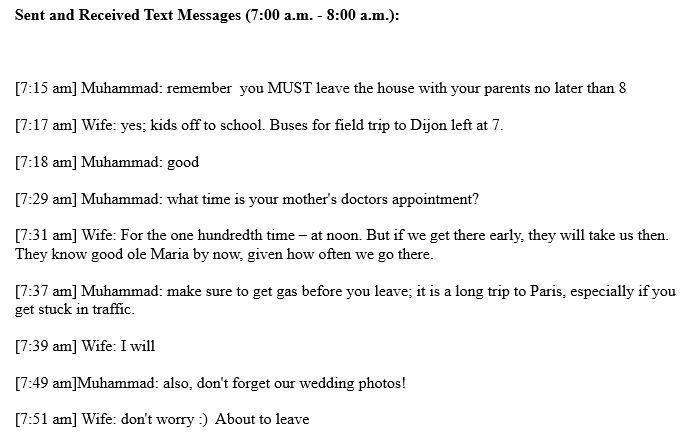 Sent and Received Text Messages (7:00 a.m. - 8:00 a.m.):
[7:15 am] Muhammad: remember  you MUST leave the house with your parents no later than 8
[7:17 am] Wife: yes; kids off to school. Buses for field trip to Dijon left at 7.
[7:18 am] Muhammad: good
[7:29 am] Muhammad: what time is your mother's doctors appointment?
[7:31 am] Wife: For the one hundredth time – at noon. But if we get there early, they will take us then.
They know good ole Maria by now, given how often we go there.
[7:37 am] Muhammad: make sure to get gas before you leave; it is a long trip to Paris, especially if you
get stuck in traffic.
[7:39 am] Wife: I will
[7:49 am]Muhammad: also, don't forget our wedding photos!
[7:51 am] Wife: don't worry :)  About to leave